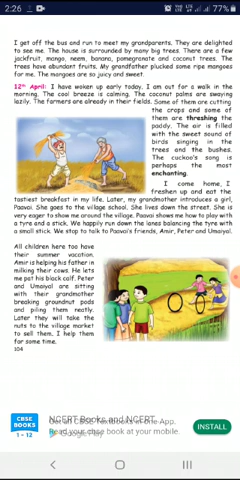 2:26
77%
I get off the bus and run to meet my grandparents. They are delighted
to see me. The house is surrounded by many big trees. There are a few
jackfruit, mango, neem, banana, pomegranate and coconut trees. The
trees have abundant fruits. My grandfather plucked some ripe mangoes
for me. The mangoes are so juicy and sweet.
12th April: I have woken up early today. I am out for a walk in the
morning. The cool breeze is calming. The coconut palms are swaying
lazily. The farmers are already in their fields. Some of them are cutting
the crops and some of
them are threshing the
paddy. The air is filled
with the sweet sound of
birds singing in the
trees and the bushes.
The cuckoo's song is
perhaps the most
enchanting.
I come home, I
freshen up and eat the
tastiest breakfast in my life. Later, my grandmother introduces a girl,
Paavai. She goes to the village school. She lives down the street. She is
very eager to show me around the village. Paavai shows me how to play with
a tyre and a stick. We happily run down the lanes balancing the tyre with
a small stick. We stop to talk to Paavai's friends, Amir, Peter and Umaiyal.
All children here too have
their summer vacation.
Amir is helping his father in
milking their cows. He lets
me pat his black calf. Peter
and Umaiyal are sitting
with their grandmother
breaking groundnut pods
and piling them neatly.
Later they will take the
nuts to the village market
to sell them. I help them
for some time.
104
CBSE
BOOKS
1 - 12
NCERT Books and NCERT
Get all CBSE Textbooks in one App.
Read your cbse book at your mobile.
Google Play
INSTALL